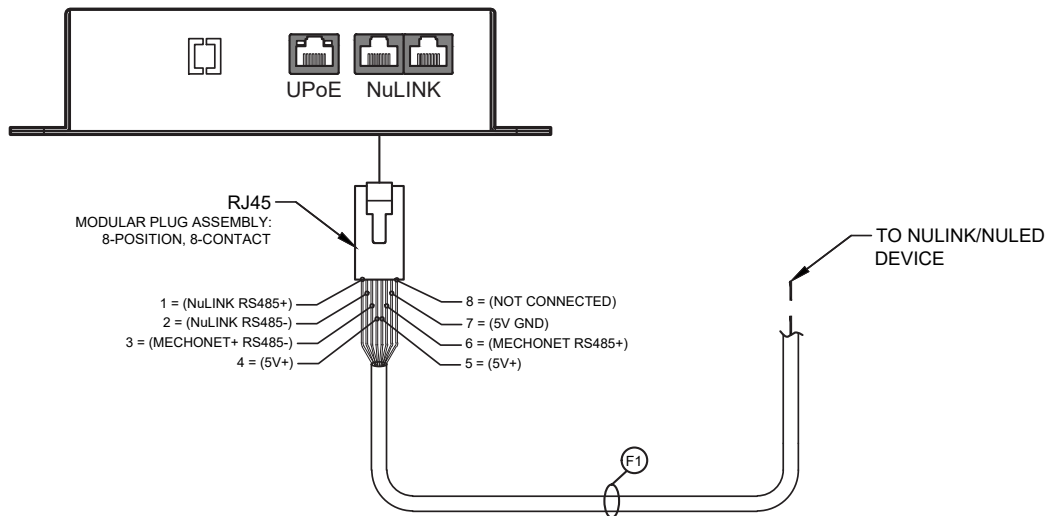 UPoE NuLINK
RJ45
MODULAR PLUG ASSEMBLY:
8-POSITION, 8-CONTACT
TO NULINK/NULED
DEVICE
1 = (NuLINK RS485+)
2 = (NuLINK RS485-)
3 = (MECHONET+ RS485-)
4 = (5V+)
8 = (NOT CONNECTED)
7 = (5V GND)
6 = (MECHONET RS485+)
5 = (5V+)
F1